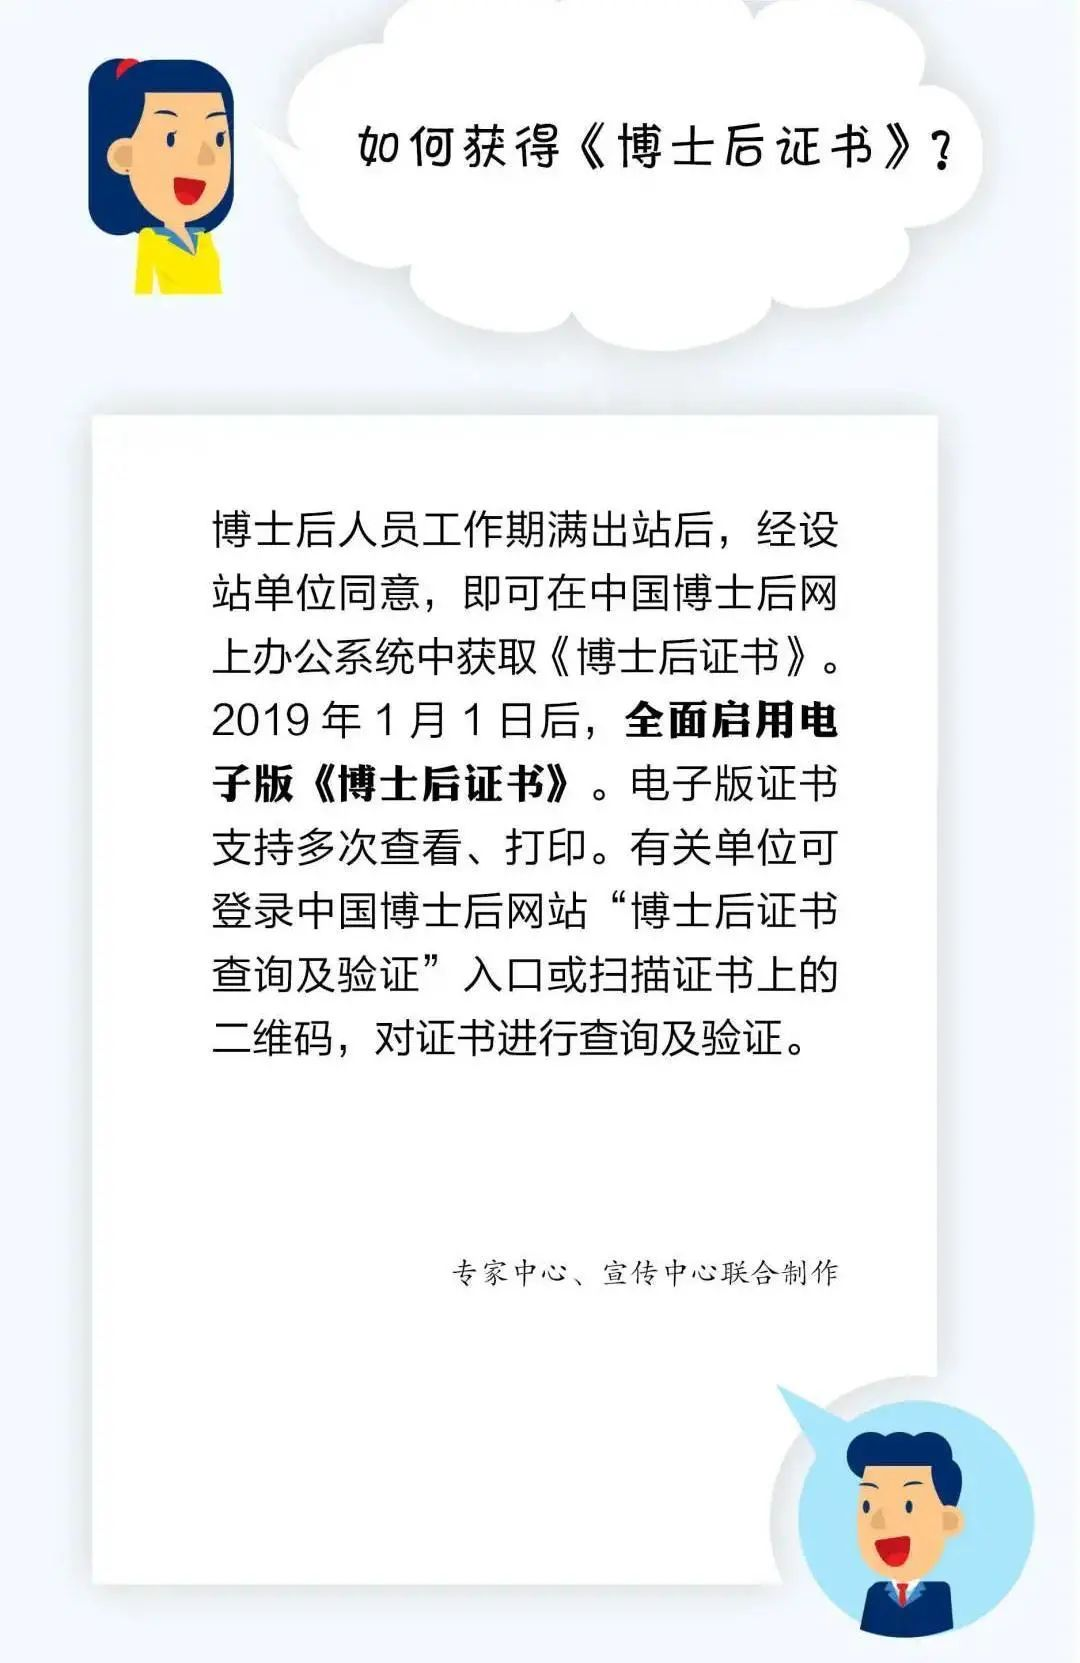 如何获得《博士后证书》?
博士后人员工作期满出站后，经设
站单位同意，即可在中国博士后网
上办公系统中获取《博士后证书》。
2019 年 1 月 1 日后，全面启用电
子版《博士后证书》。电子版证书
支持多次查看、打印。有关单位可
登录中国博士后网站“博士后证书
查询及验证”入口或扫描证书上的
二维码，对证书进行查询及验证。
专家中心、宣传中心联合制作